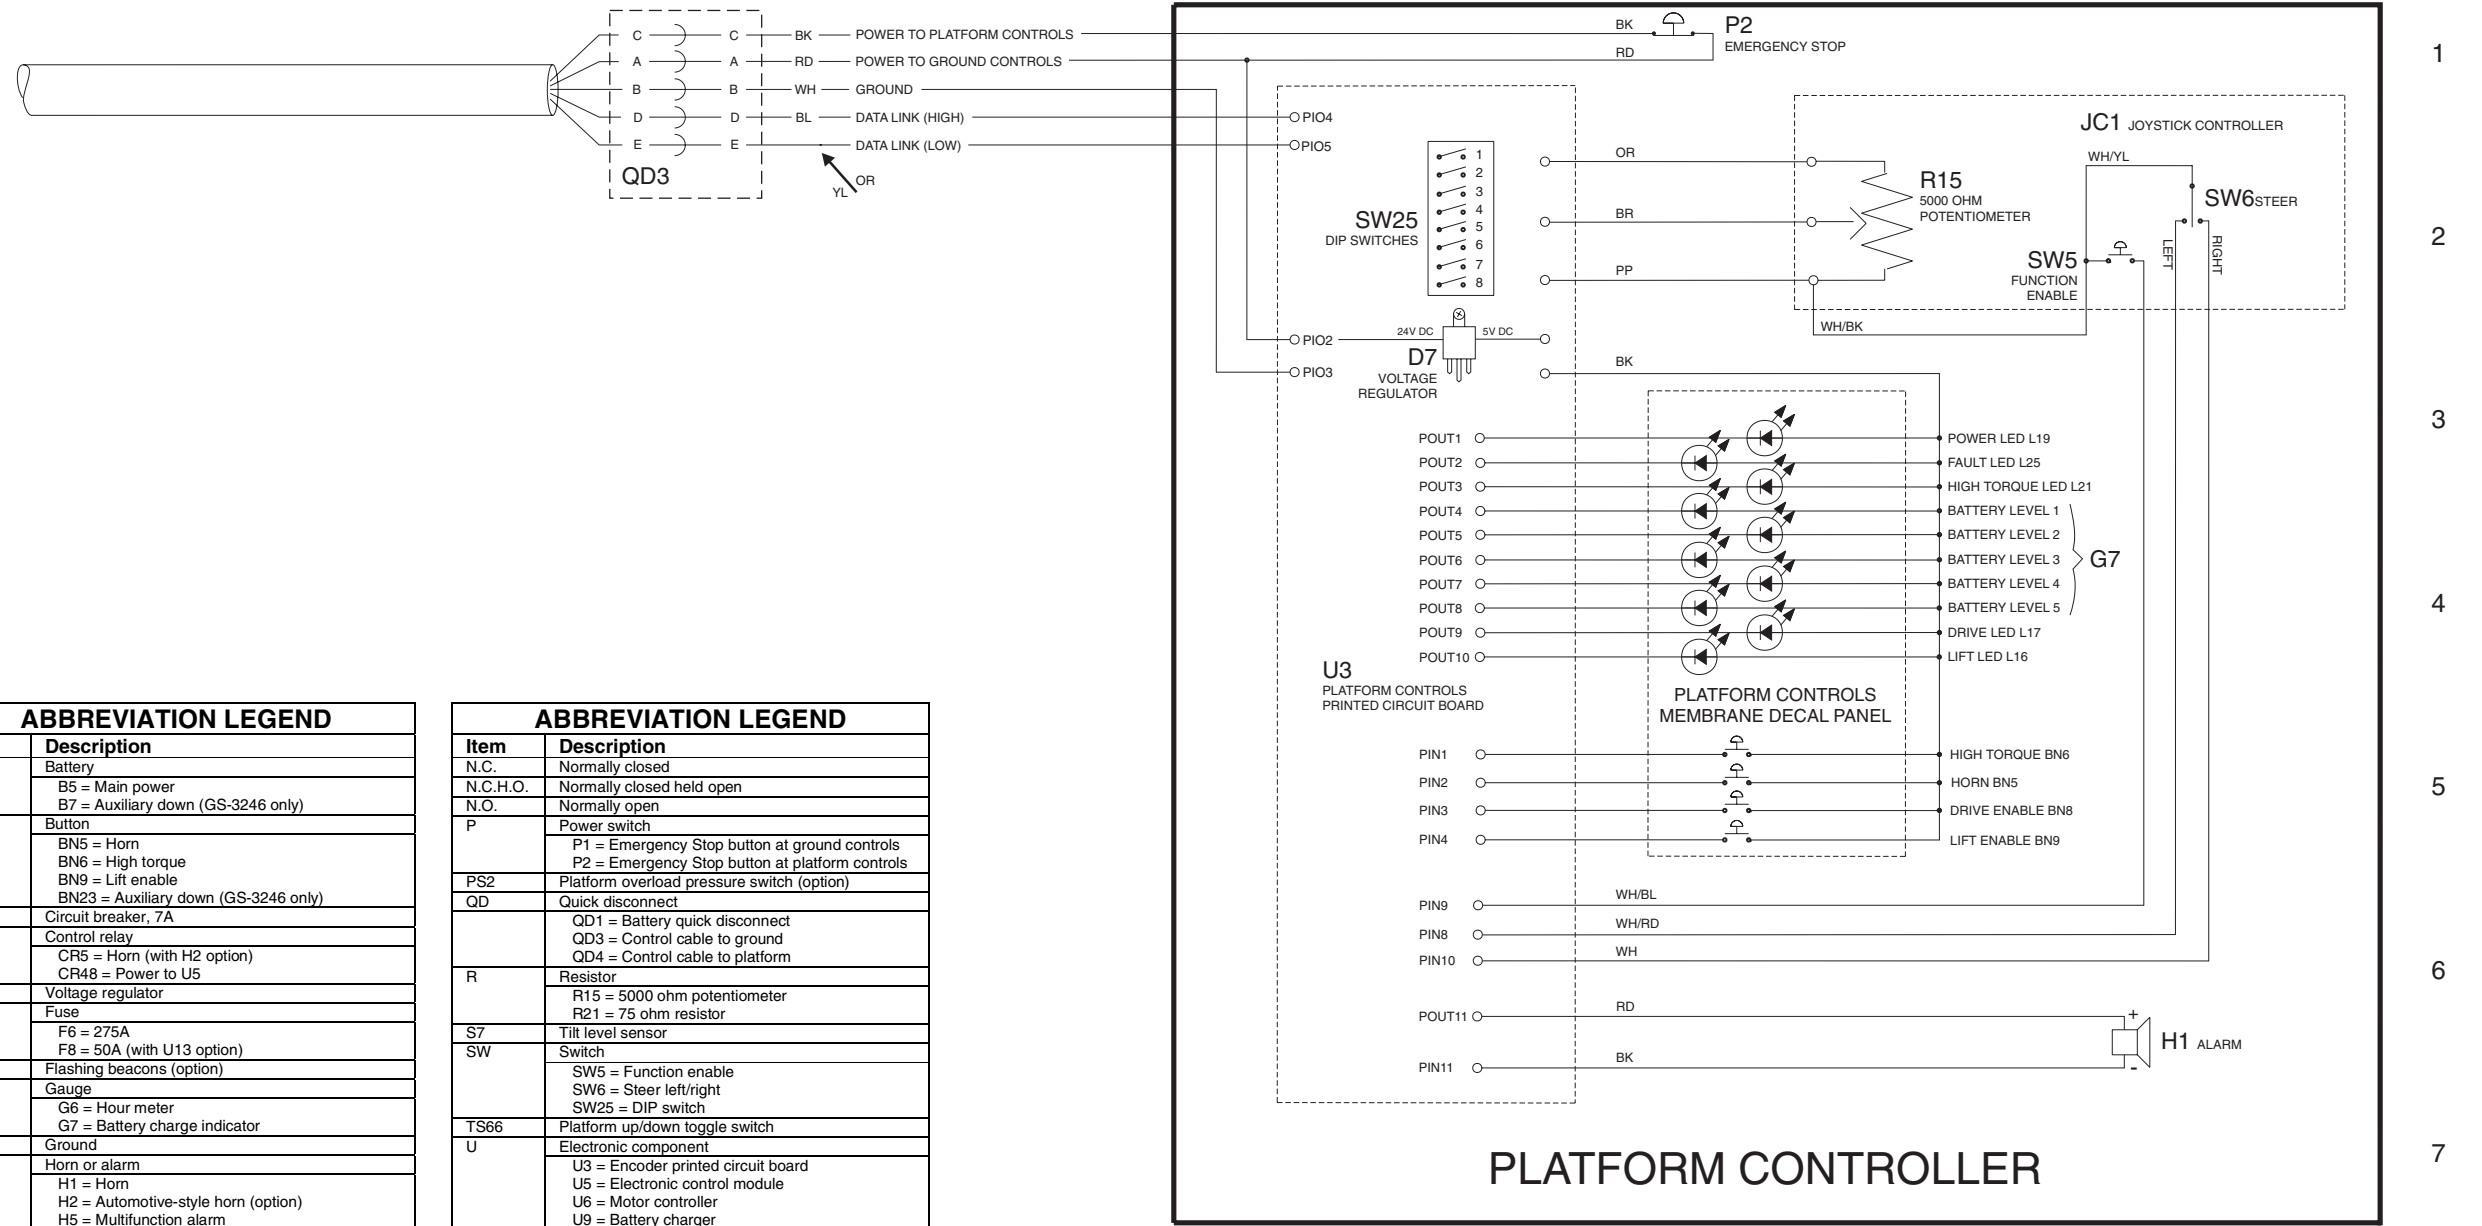 C C BK POWER TO PLATFORM CONTROLS
A A RD POWER TO GROUND CONTROLS
B B WH GROUND
D D BL DATA LINK (HIGH)
E E DATA LINK (LOW)
QD3
YL OR
BK
RD
P2
EMERGENCY STOP
PIO4
PIO5
SW25
DIP SWITCHES
1
2
3
4
5
6
7
8
OR
BR
PP
JC1 JOYSTICK CONTROLLER
R15
5000 OHM
POTENTIOMETER
WH/YL
SW6 STEER
LEFT
RIGHT
SW5
FUNCTION
ENABLE
WH/BK
PIO2
24V DC
5V DC
D7
VOLTAGE
REGULATOR
PIO3
BK
POUT1 POWER LED L19
POUT2 FAULT LED L25
POUT3 HIGH TORQUE LED L21
POUT4 BATTERY LEVEL 1
POUT5 BATTERY LEVEL 2
POUT6 BATTERY LEVEL 3
G7
POUT7 BATTERY LEVEL 4
POUT8 BATTERY LEVEL 5
POUT9 DRIVE LED L17
POUT10 LIFT LED L16
U3
PLATFORM CONTROLS
PRINTED CIRCUIT BOARD
PLATFORM CONTROLS
MEMBRANE DECAL PANEL
PIN1 HIGH TORQUE BN6
PIN2 HORN BN5
PIN3 DRIVE ENABLE BN8
PIN4 LIFT ENABLE BN9
PIN9 WH/BL
PIN8 WH/RD
PIN10 WH
POUT11 RD +
H1 ALARM
PIN11 BK -
PLATFORM CONTROLLER
1
2
3
4
5
6
7
ABBREVIATION LEGEND
Description
Battery
B5 = Main power
B7 = Auxiliary down (GS-3246 only)
Button
BN5 = Horn
BN6 = High torque
BN9 = Lift enable
BN23 = Auxiliary down (GS-3246 only)
Circuit breaker, 7A
Control relay
CR5 = Horn (with H2 option)
CR48 = Power to U5
Voltage regulator
Fuse
F6 = 275A
F8 = 50A (with U13 option)
Flashing beacons (option)
Gauge
G6 = Hour meter
G7 = Battery charge indicator
Ground
Horn or alarm
H1 = Horn
H2 = Automotive-style horn (option)
H5 = Multifunction alarm
ABBREVIATION LEGEND
Item Description
N.C. Normally closed
N.C.H.O. Normally closed held open
N.O. Normally open
P Power switch
P1 = Emergency Stop button at ground controls
P2 = Emergency Stop button at platform controls
PS2 Platform overload pressure switch (option)
QD Quick disconnect
QD1 = Battery quick disconnect
QD3 = Control cable to ground
QD4 = Control cable to platform
R Resistor
R15 = 5000 ohm potentiometer
R21 = 75 ohm resistor
S7 Tilt level sensor
SW Switch
SW5 = Function enable
SW6 = Steer left/right
SW25 = DIP switch
TS66 Platform up/down toggle switch
U Electronic component
U3 = Encoder printed circuit board
U5 = Electronic control module
U6 = Motor controller
U9 = Battery charger